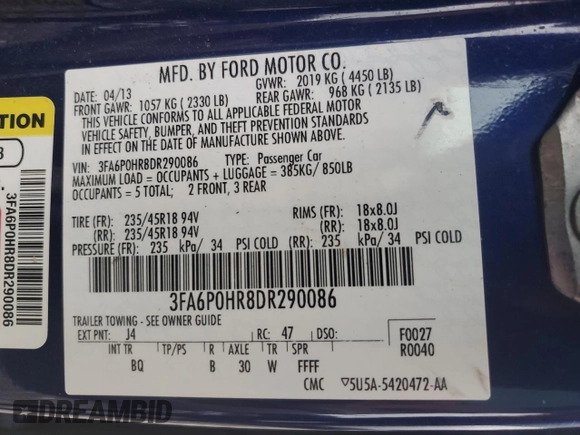 MFD. BY FORD MOTOR CO.
DATE: 04/13 GVWR: 2019 KG ( 4450 LB)
FRONT GAWR: 1057 KG ( 2330 LB) REAR GAWR: 968 KG ( 2135 LB)
THIS VEHICLE CONFORMS TO ALL APPLICABLE FEDERAL MOTOR
VEHICLE SAFETY, BUMPER, AND THEFT PREVENTION STANDARDS
IN EFFECT ON THE DATE OF MANUFACTURE SHOWN ABOVE.
VIN: 3FA6P0HR8DR290086 TYPE: Passenger Car
MAXIMUM LOAD = OCCUPANTS + LUGGAGE = 385KG/ 850LB
OCCUPANTS = 5 TOTAL; 2 FRONT, 3 REAR
TIRE (FR): 235/45R18 94V RIMS (FR): 18x8.0J
(RR): 235/45R18 94V (RR): 18x8.0J
PRESSURE (FR): 235 kPa/ 34 PSI COLD (RR): 235 kPa/ 34 PSI COLD
3FA6P0HR8DR290086
TRAILER TOWING - SEE OWNER GUIDE
EXT PNT: J4 RC: 47 DSO:
F0027
R0040
INT TR TP/PS R AXLE TR SPR
BQ B 30 W FFFF
CMC ▽5U5A-5420472-AA
TION
3
3FA6P0HR8DR290086
DREAMBID